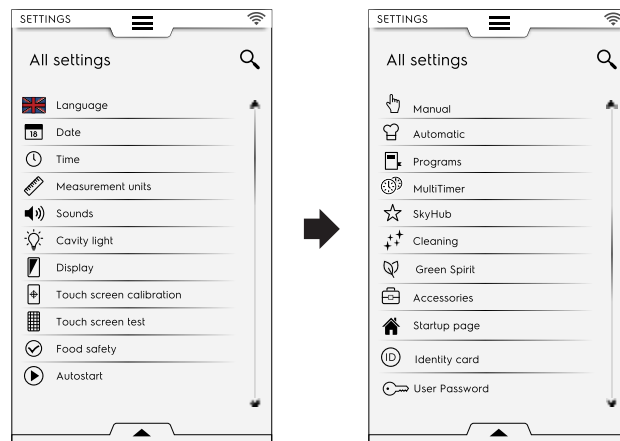 SETTINGS
All settings
Language
18 Date
Time
Measurement units
Sounds
Cavity light
Display
Touch screen calibration
Touch screen test
Food safety
Autostart
SETTINGS
All settings
Manual
Automatic
Programs
MultiTimer
SkyHub
Cleaning
Green Spirit
Accessories
Startup page
ID Identity card
User Password